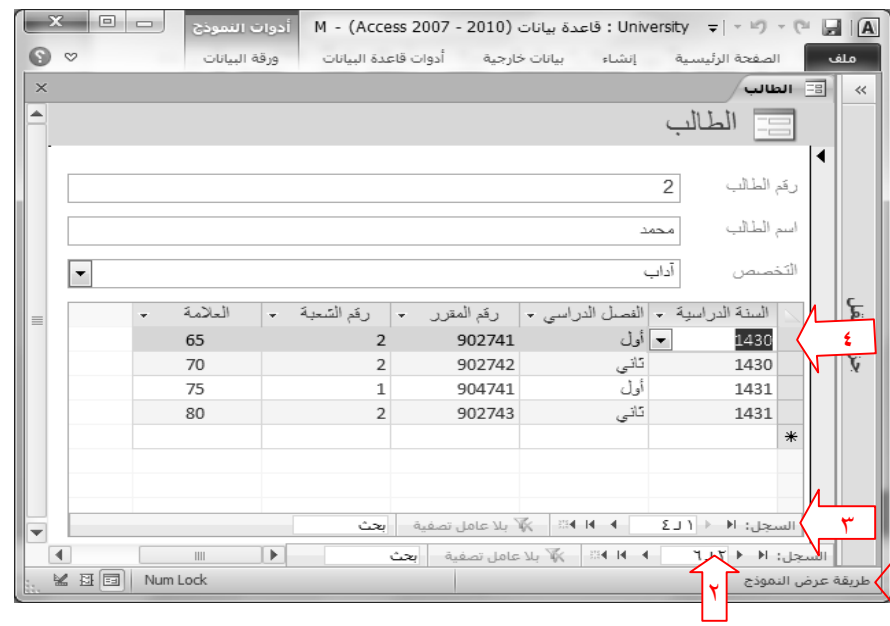 University : قاعدة بيانات (Access 2007 - 2010) - M
أدوات النموذج
ملف الصفحة الرئيسية إنشاء بيانات خارجية أدوات قاعدة البيانات ورقة البيانات
الطالب
الطالب
رقم الطالب 2
اسم الطالب محمد
التخصص آداب
السنة الدراسية الفصل الدراسي رقم المقرر رقم الشعبة العلامة
1430 أول 902741 2 65
1430 ثاني 902742 2 70
1431 أول 904741 1 75
1431 ثاني 902743 2 80
٤
السجل: ١ لـ ٤ بلا عامل تصفية بحث
٣
السجل: ٢ لـ ٦ بلا عامل تصفية بحث
٢
طريقة عرض النموذج Num Lock